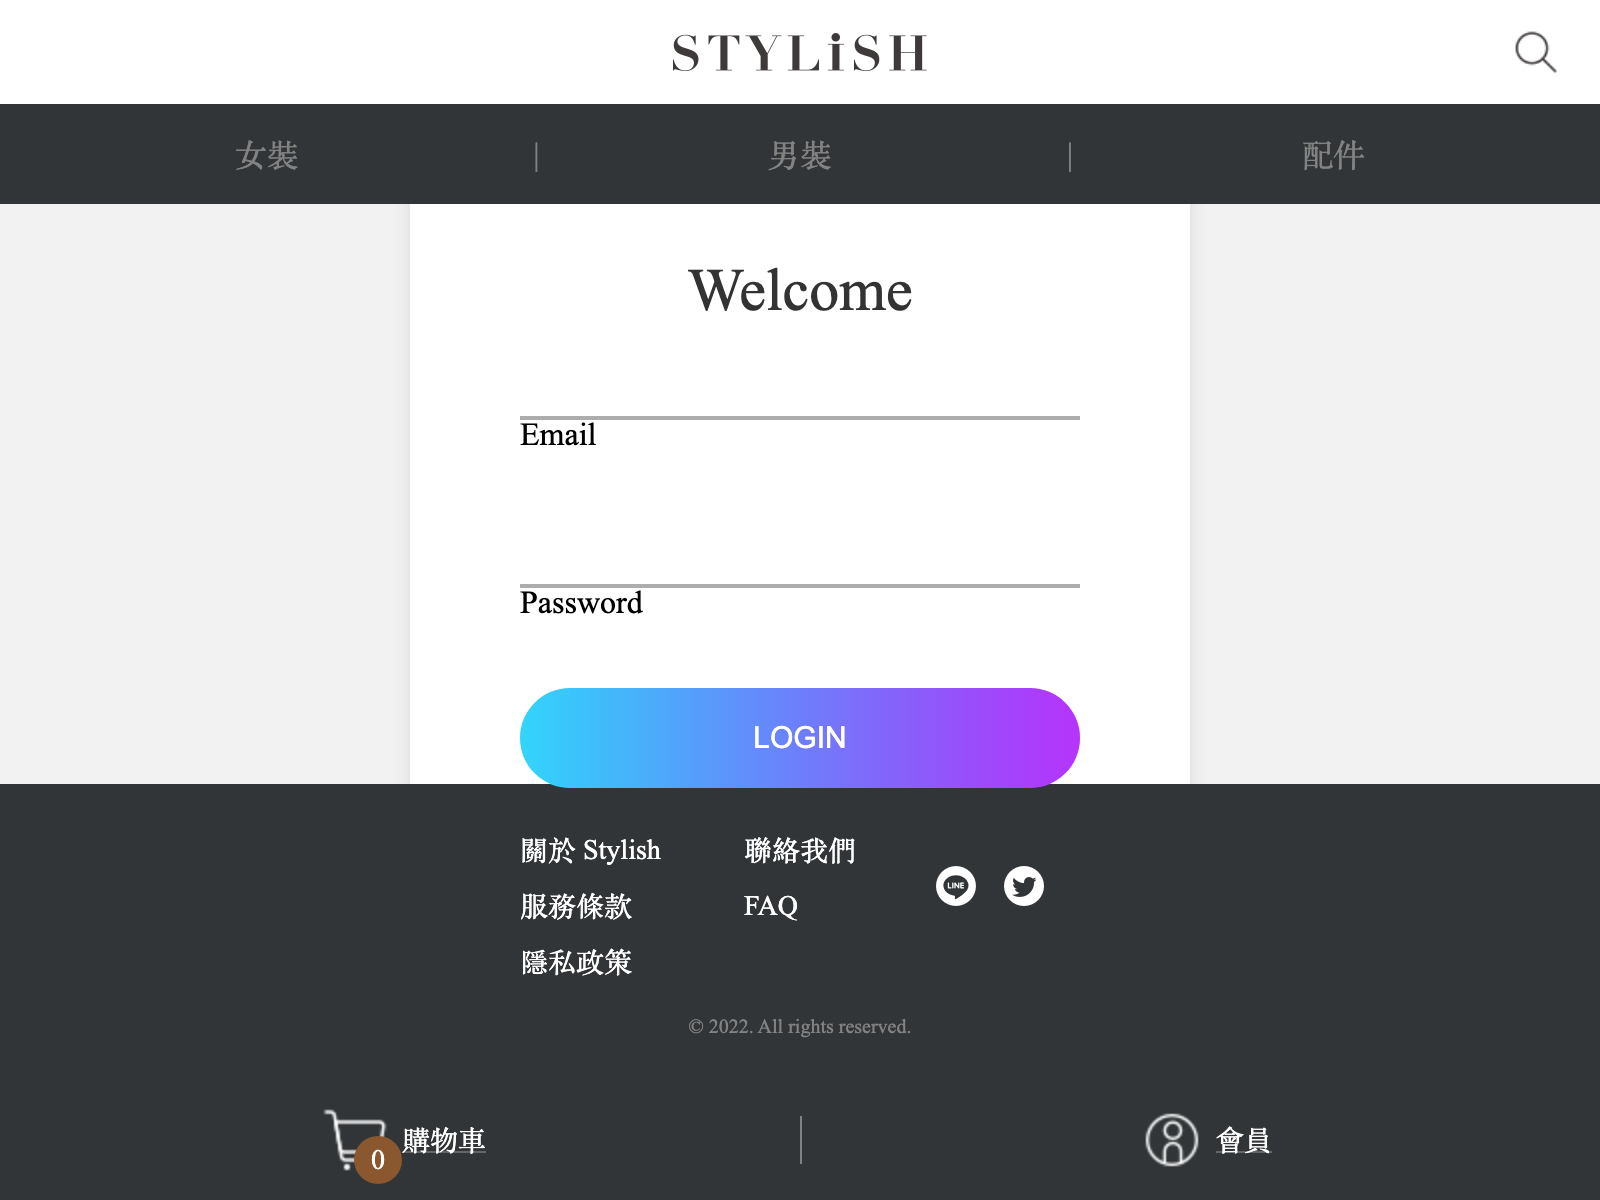 STYLiSH
女裝 | 男裝 | 配件
Welcome
Email
Password
LOGIN
關於 Stylish
服務條款
隱私政策
聯絡我們
FAQ
LINE
© 2022. All rights reserved.
0
購物車
會員